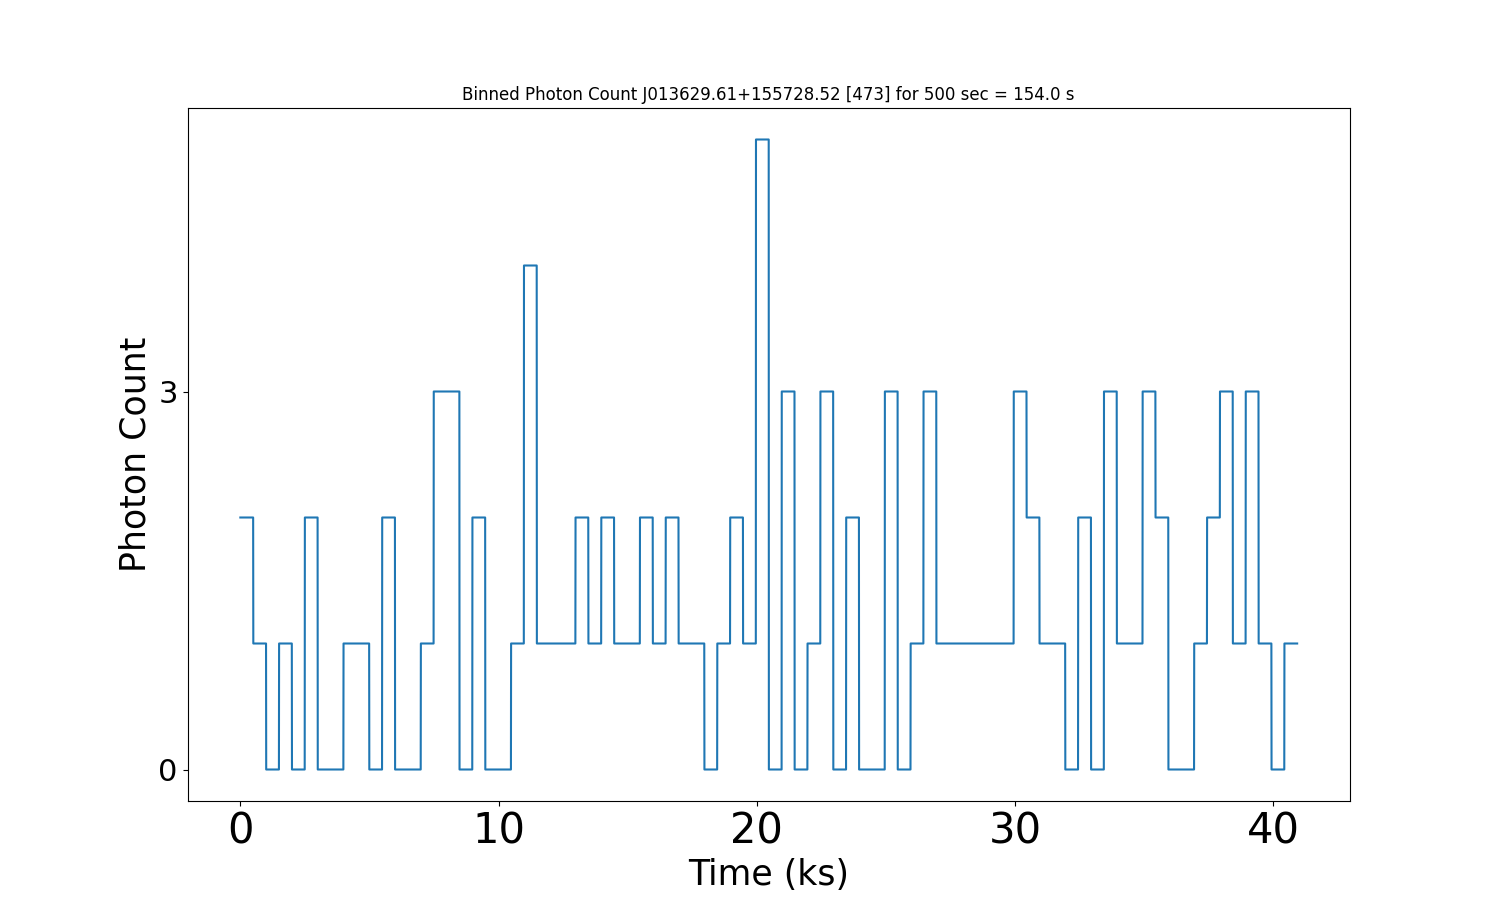 Binned Photon Count J013629.61+155728.52 [473] for 500 sec = 154.0 s
Photon Count
3
0
0 10 20 30 40
Time (ks)